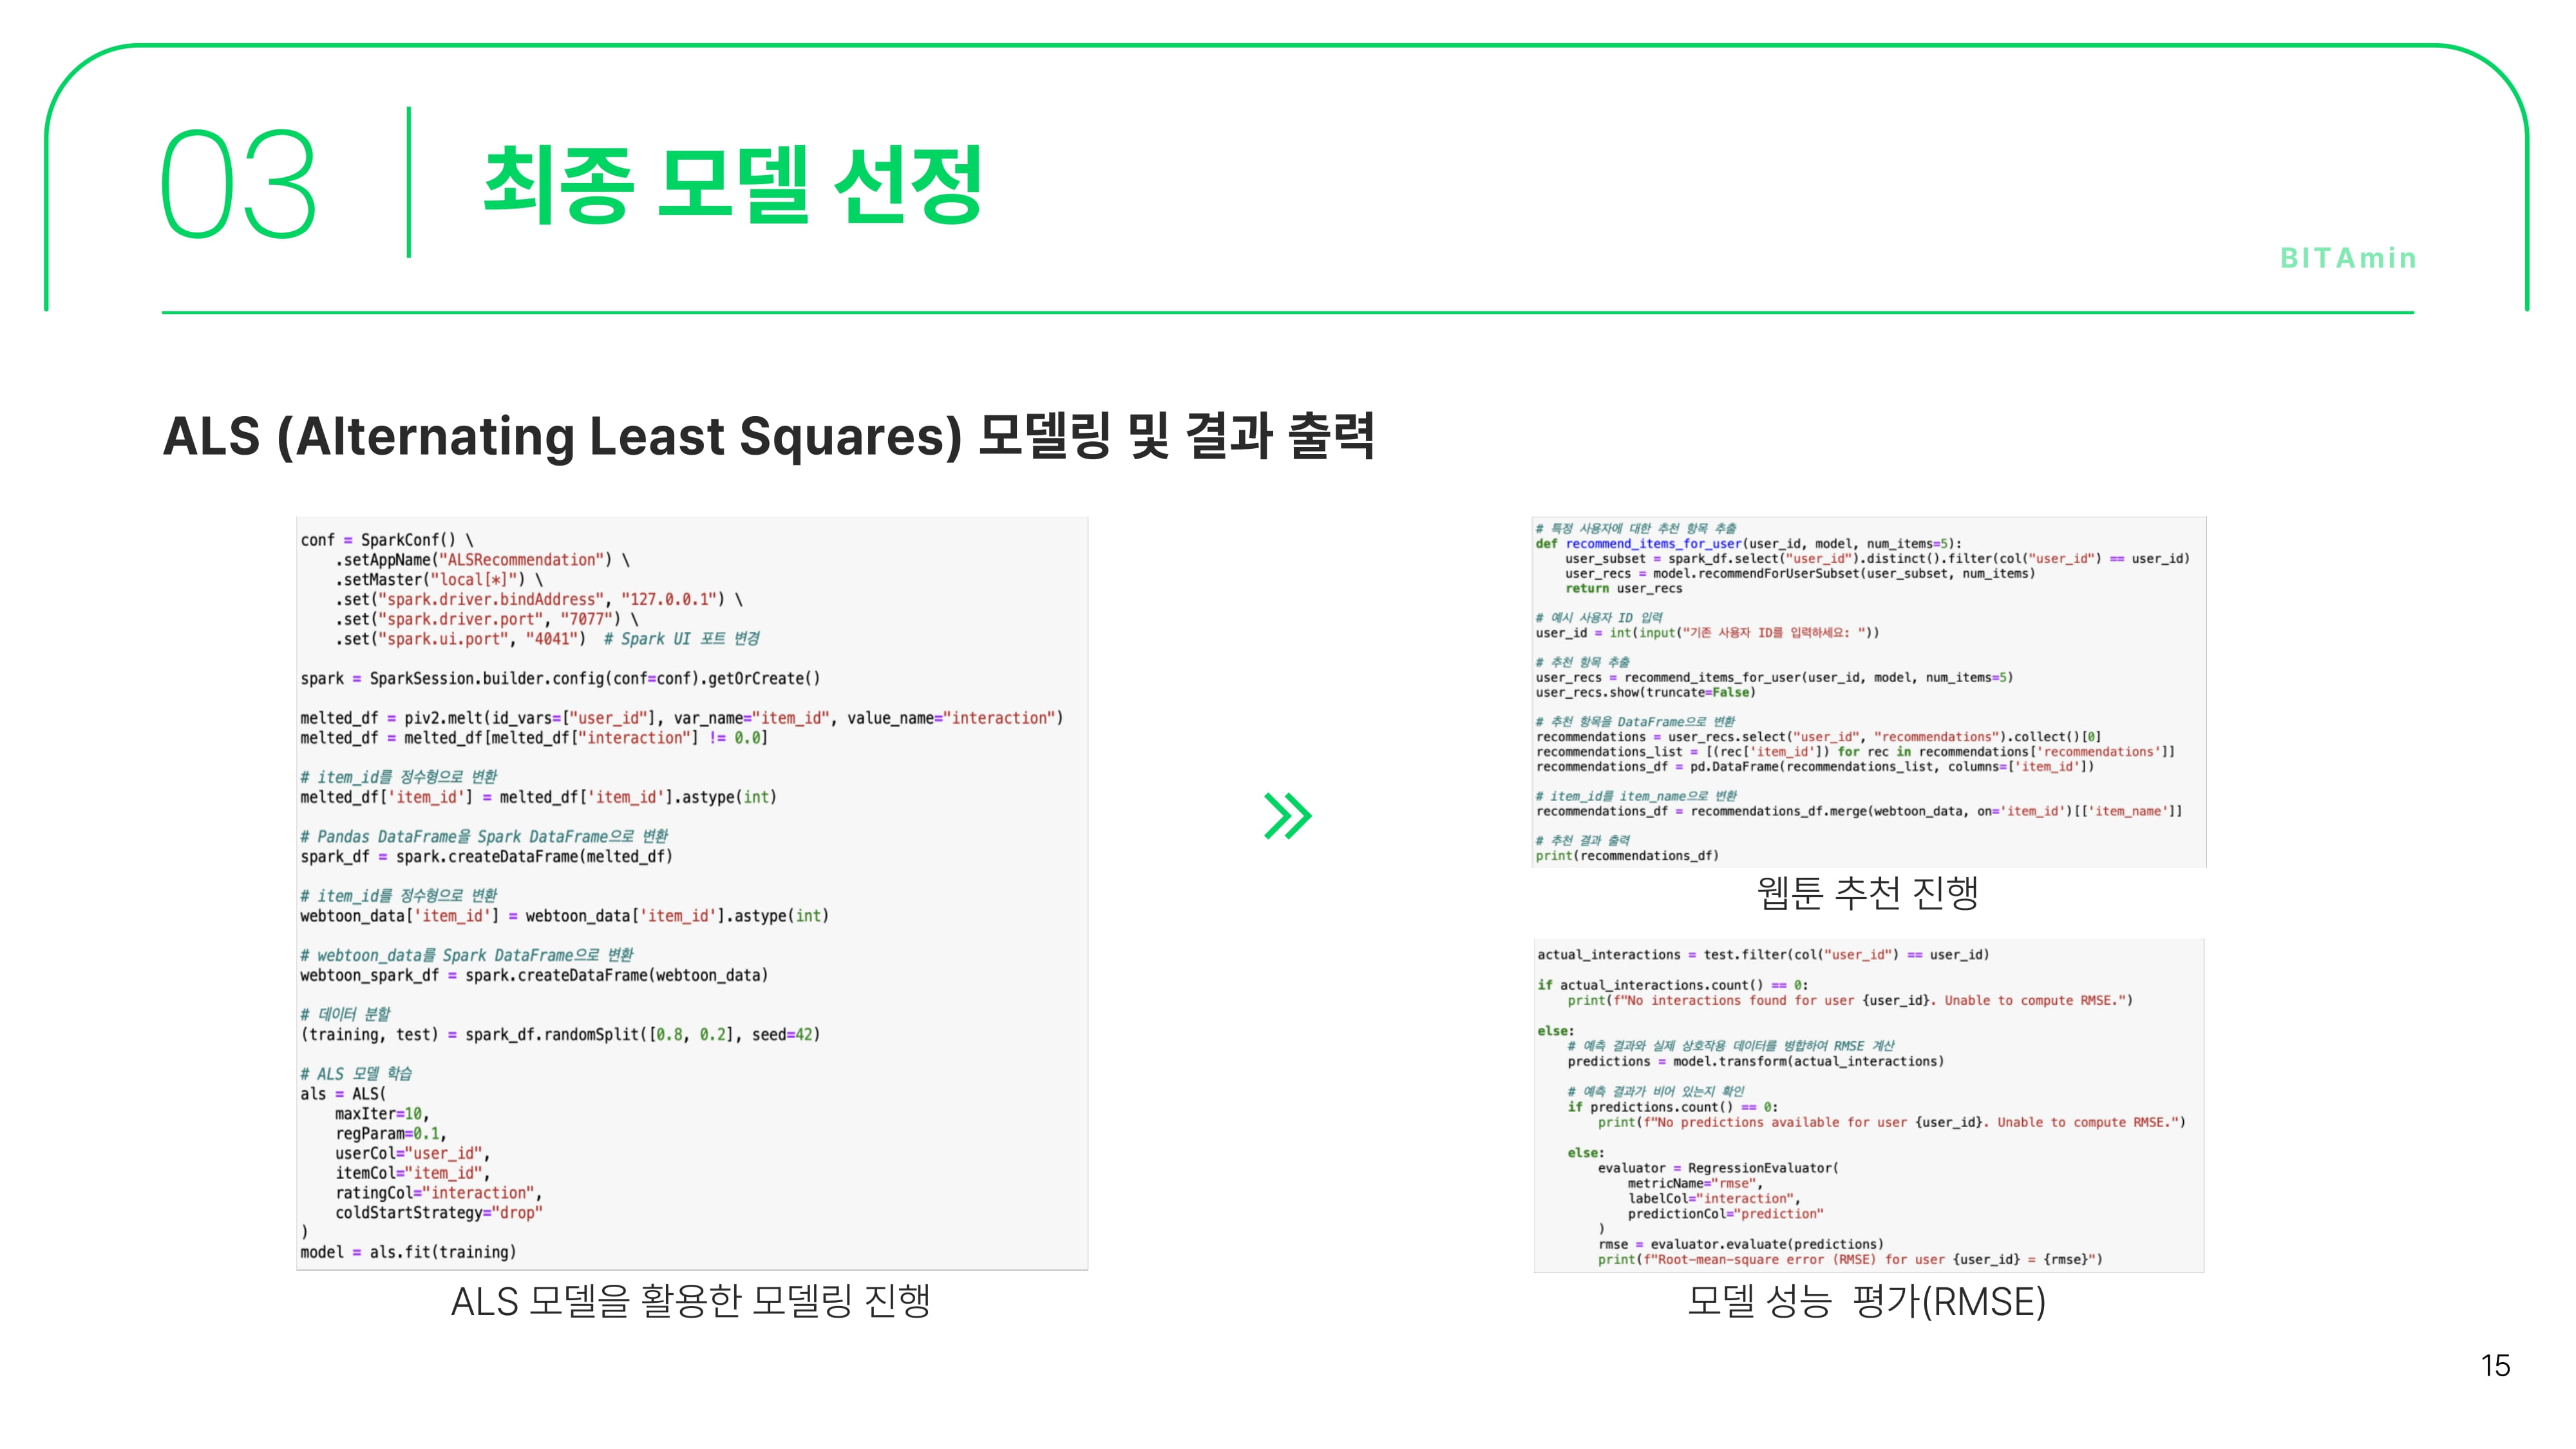 03
최종 모델 선정
BITAmin
ALS (Alternating Least Squares) 모델링 및 결과 출력
conf = SparkConf() \
    .setAppName("ALSRecommendation") \
    .setMaster("local[*]") \
    .set("spark.driver.bindAddress", "127.0.0.1") \
    .set("spark.driver.port", "7077") \
    .set("spark.ui.port", "4041")  # Spark UI 포트 변경
spark = SparkSession.builder.config(conf=conf).getOrCreate()
melted_df = piv2.melt(id_vars=["user_id"], var_name="item_id", value_name="interaction")
melted_df = melted_df[melted_df["interaction"] != 0.0]
# item_id를 정수형으로 변환
melted_df['item_id'] = melted_df['item_id'].astype(int)
# Pandas DataFrame을 Spark DataFrame으로 변환
spark_df = spark.createDataFrame(melted_df)
# item_id를 정수형으로 변환
webtoon_data['item_id'] = webtoon_data['item_id'].astype(int)
# webtoon_data를 Spark DataFrame으로 변환
webtoon_spark_df = spark.createDataFrame(webtoon_data)
# 데이터 분할
(training, test) = spark_df.randomSplit([0.8, 0.2], seed=42)
# ALS 모델 학습
als = ALS(
    maxIter=10,
    regParam=0.1,
    userCol="user_id",
    itemCol="item_id",
    ratingCol="interaction",
    coldStartStrategy="drop"
)
model = als.fit(training)
ALS 모델을 활용한 모델링 진행
# 특정 사용자에 대한 추천 항목 추출
def recommend_items_for_user(user_id, model, num_items=5):
    user_subset = spark_df.select("user_id").distinct().filter(col("user_id") == user_id)
    user_recs = model.recommendForUserSubset(user_subset, num_items)
    return user_recs
# 예시 사용자 ID 입력
user_id = int(input("기존 사용자 ID를 입력하세요: "))
# 추천 항목 추출
user_recs = recommend_items_for_user(user_id, model, num_items=5)
user_recs.show(truncate=False)
# 추천 항목을 DataFrame으로 변환
recommendations = user_recs.select("user_id", "recommendations").collect()[0]
recommendations_list = [(rec['item_id']) for rec in recommendations['recommendations']]
recommendations_df = pd.DataFrame(recommendations_list, columns=['item_id'])
# item_id를 item_name으로 변환
recommendations_df = recommendations_df.merge(webtoon_data, on='item_id')[['item_name']]
# 추천 결과 출력
print(recommendations_df)
웹툰 추천 진행
actual_interactions = test.filter(col("user_id") == user_id)
if actual_interactions.count() == 0:
    print(f"No interactions found for user {user_id}. Unable to compute RMSE.")
else:
    # 예측 결과와 실제 상호작용 데이터를 병합하여 RMSE 계산
    predictions = model.transform(actual_interactions)
    # 예측 결과가 비어 있는지 확인
    if predictions.count() == 0:
        print(f"No predictions available for user {user_id}. Unable to compute RMSE.")
    else:
        evaluator = RegressionEvaluator(
            metricName="rmse",
            labelCol="interaction",
            predictionCol="prediction"
        )
        rmse = evaluator.evaluate(predictions)
        print(f"Root-mean-square error (RMSE) for user {user_id} = {rmse}")
모델 성능  평가(RMSE)
15